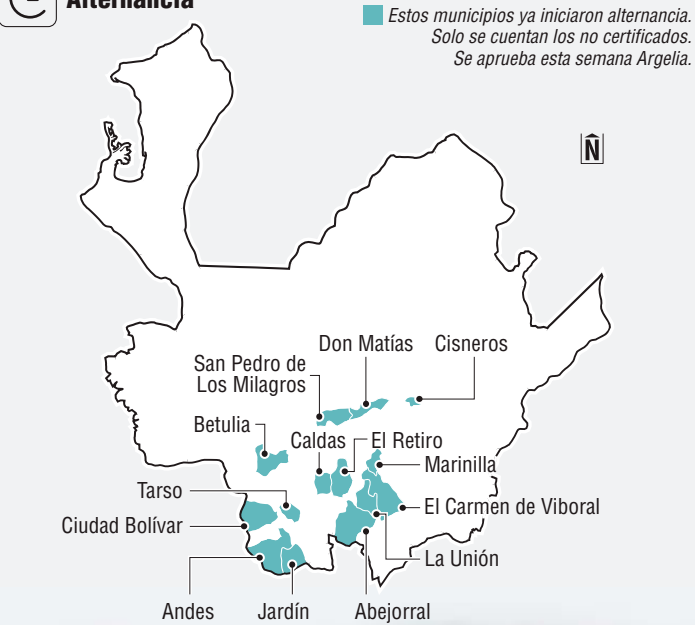 Alternancia
Estos municipios ya iniciaron alternancia.
Solo se cuentan los no certificados.
Se aprueba esta semana Argelia.
N
Don Matías
Cisneros
San Pedro de
Los Milagros
Betulia
Caldas
El Retiro
Marinilla
Tarso
El Carmen de Viboral
Ciudad Bolívar
La Unión
Andes
Jardín
Abejorral